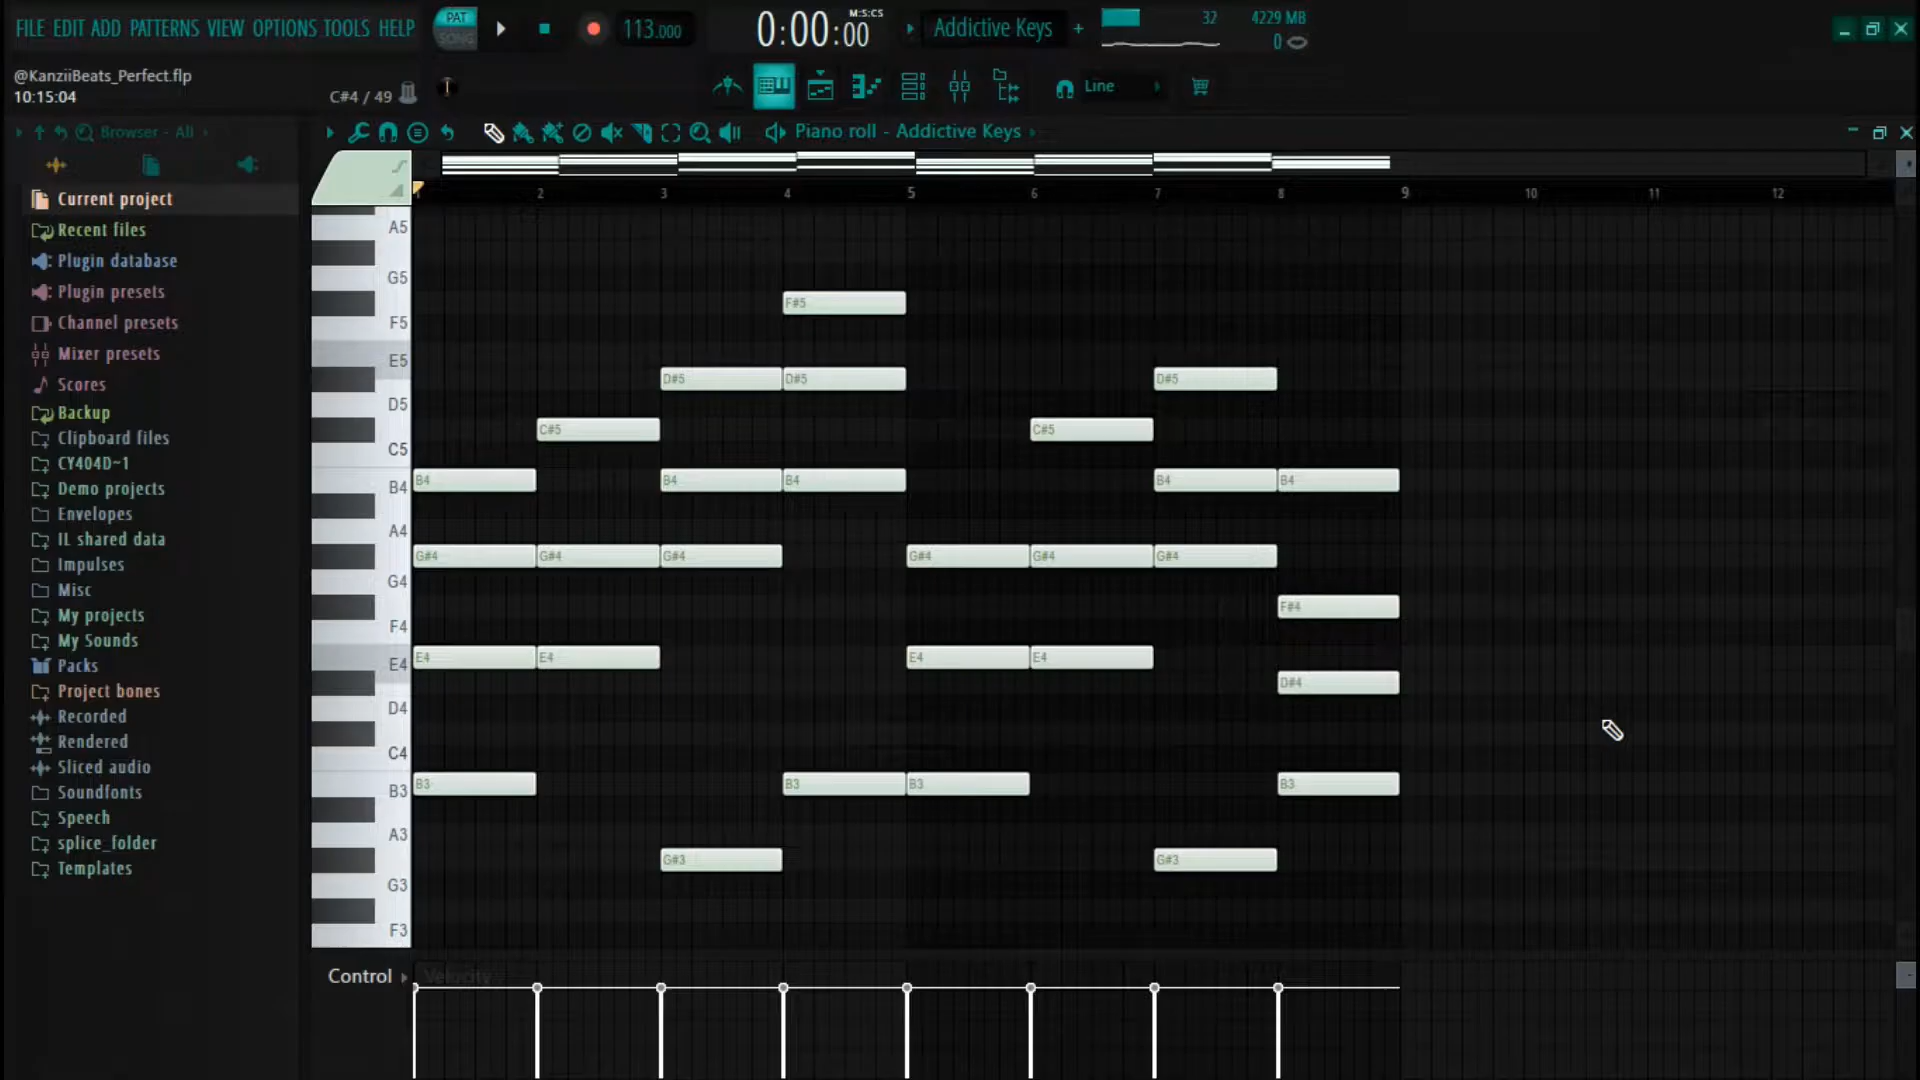 FILE EDIT ADD PATTERNS VIEW OPTIONS TOOLS HELP
PAT
SONG
113.000
0:00:00
M:S:CS
Addictive Keys
32
4229 MB
0
@KanziiBeats_Perfect.flp
10:15:04
C#4 / 49
Line
Browser - All
Piano roll - Addictive Keys
Current project
Recent files
Plugin database
Plugin presets
Channel presets
Mixer presets
Scores
Backup
Clipboard files
CY404D~1
Demo projects
Envelopes
IL shared data
Impulses
Misc
My projects
My Sounds
Packs
Project bones
Recorded
Rendered
Sliced audio
Soundfonts
Speech
splice_folder
Templates
2 3 4 5 6 7 8 9 10 11 12
A5
G5
F#5
F5
E5
D#5 D#5 D#5
D5
C#5 C#5
C5
B4 B4 B4 B4 B4 B4
A4
G#4 G#4 G#4 G#4 G#4 G#4
G4
F#4
F4
E4 E4 E4 E4 E4
D#4
D4
C4
B3 B3 B3 B3 B3
A3
G#3 G#3
G3
F3
Control
Velocity